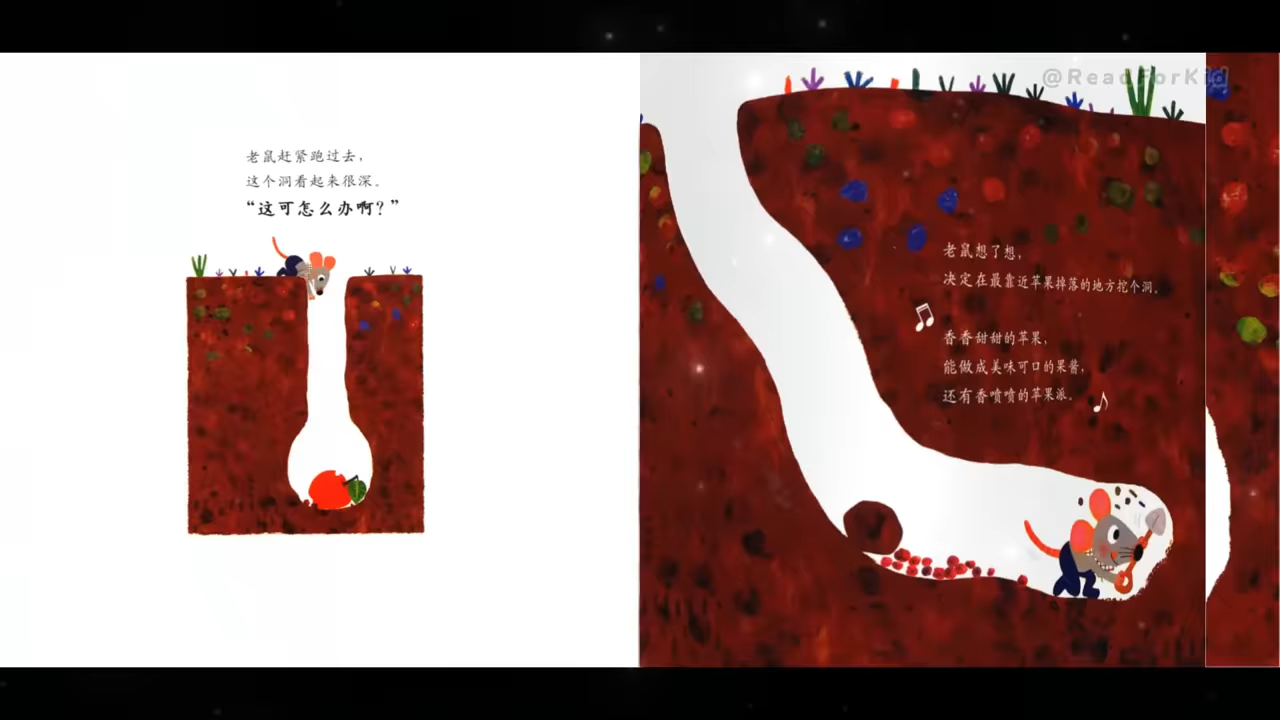 老鼠赶紧跑过去，
这个洞看起来很深。
“这可怎么办啊？”
@ReadForKid
老鼠想了想，
决定在最靠近苹果掉落的地方挖个洞。
香香甜甜的苹果，
能做成美味可口的果酱，
还有香喷喷的苹果派。